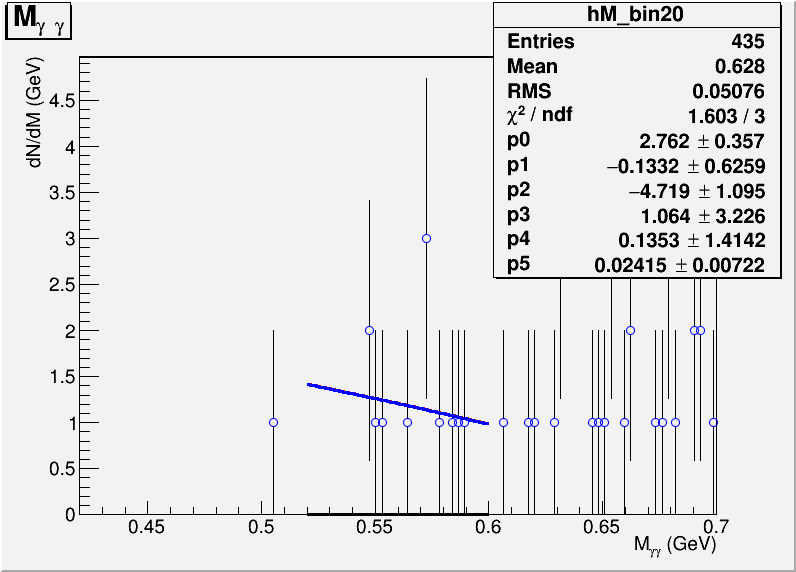 M γ γ
hM_bin20
Entries 435
Mean 0.628
RMS 0.05076
χ² / ndf 1.603 / 3
p0 2.762 ± 0.357
p1 −0.1332 ± 0.6259
p2 −4.719 ± 1.095
p3 1.064 ± 3.226
p4 0.1353 ± 1.4142
p5 0.02415 ± 0.00722
dN/dM (GeV)
4.5
4
3.5
3
2.5
2
1.5
1
0.5
0
0.45 0.5 0.55 0.6 0.65 0.7
Mγγ (GeV)